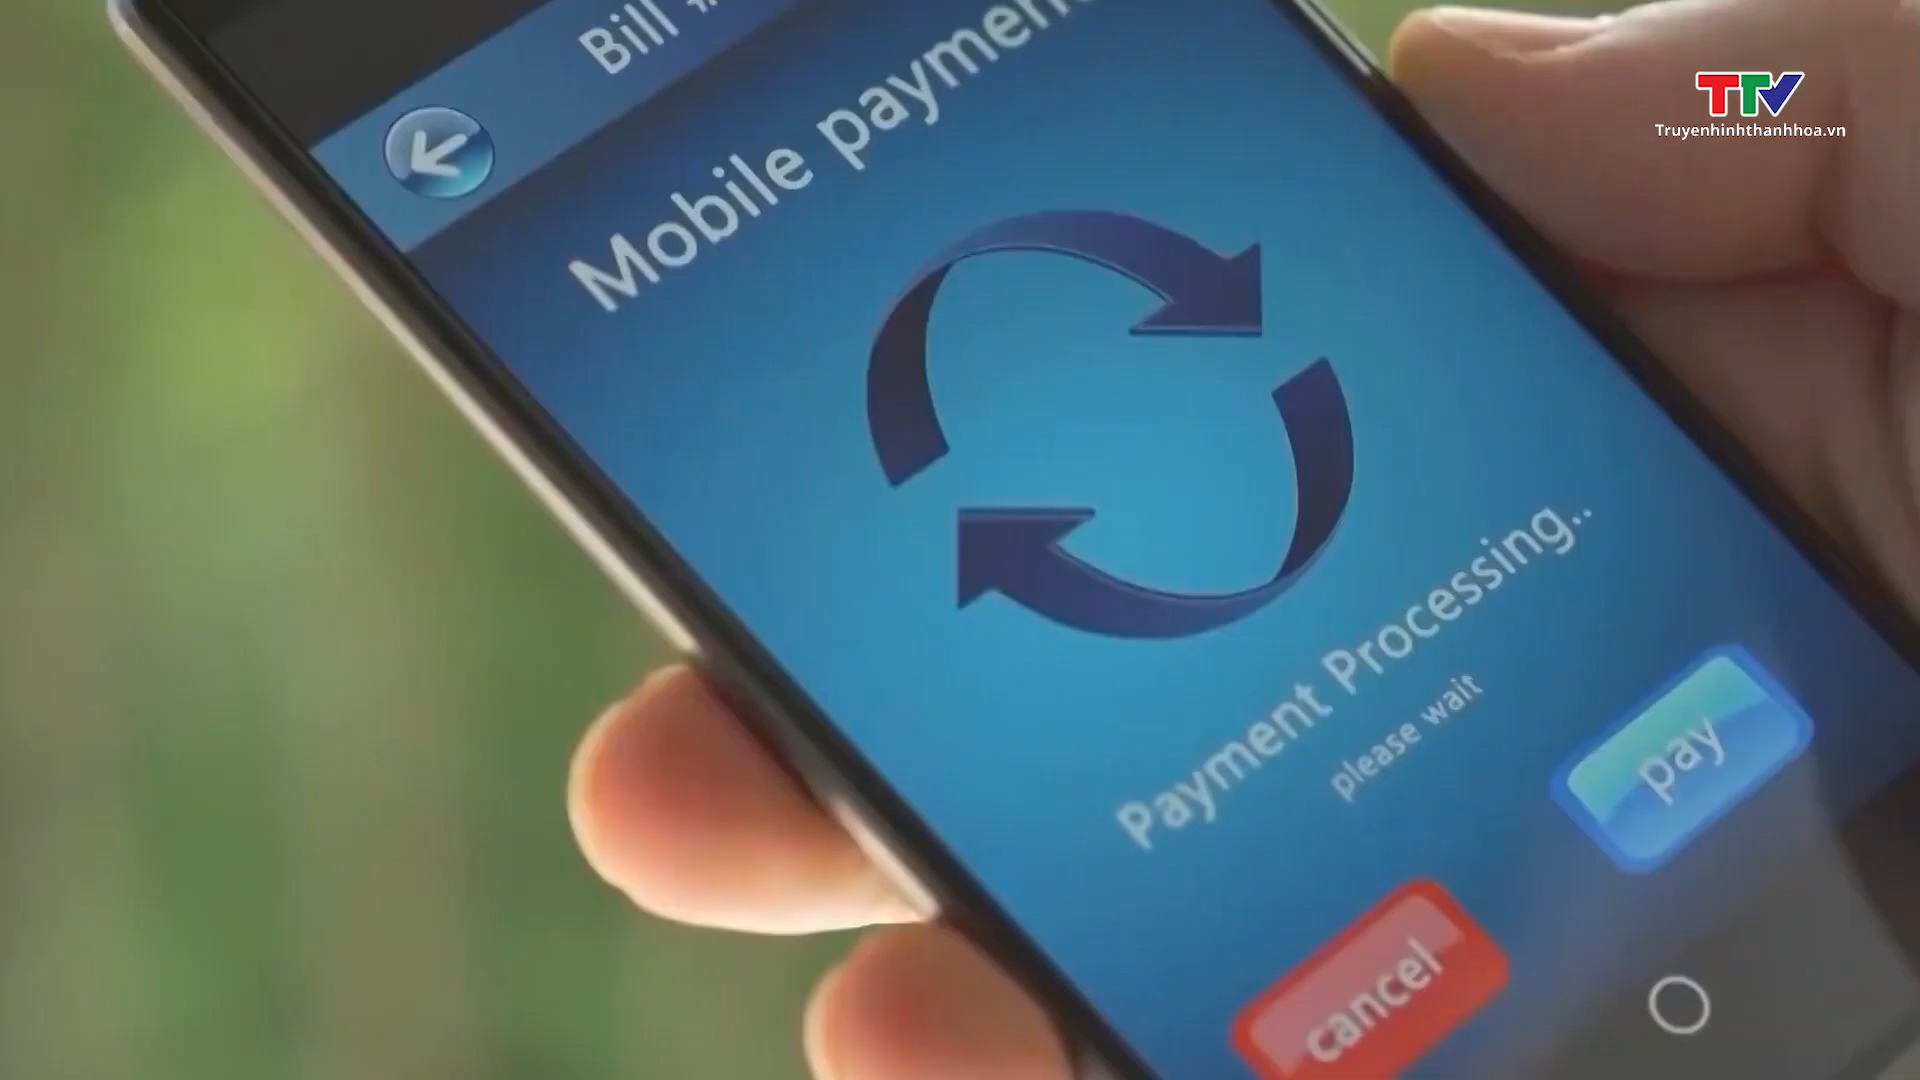 Bill
Mobile payment
Payment Processing..
please wait
pay
cancel
TTV
Truyenhinhthanhhoa.vn